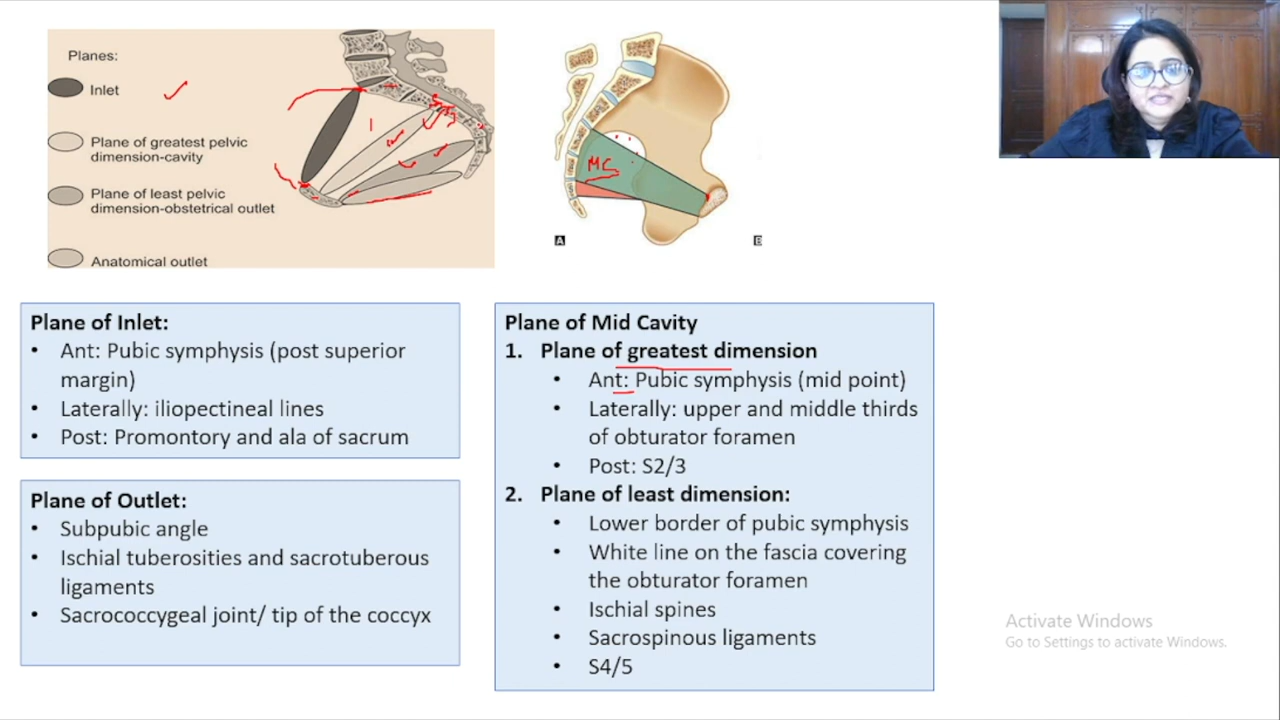 Planes:
Inlet
Plane of greatest pelvic
dimension-cavity
Plane of least pelvic
dimension-obstetrical outlet
Anatomical outlet
MC
A
B
Plane of Inlet:
• Ant: Pubic symphysis (post superior
margin)
• Laterally: iliopectineal lines
• Post: Promontory and ala of sacrum
Plane of Outlet:
• Subpubic angle
• Ischial tuberosities and sacrotuberous
ligaments
• Sacrococcygeal joint/ tip of the coccyx
Plane of Mid Cavity
1. Plane of greatest dimension
• Ant: Pubic symphysis (mid point)
• Laterally: upper and middle thirds
of obturator foramen
• Post: S2/3
2. Plane of least dimension:
• Lower border of pubic symphysis
• White line on the fascia covering
the obturator foramen
• Ischial spines
• Sacrospinous ligaments
• S4/5
Activate Windows
Go to Settings to activate Windows.